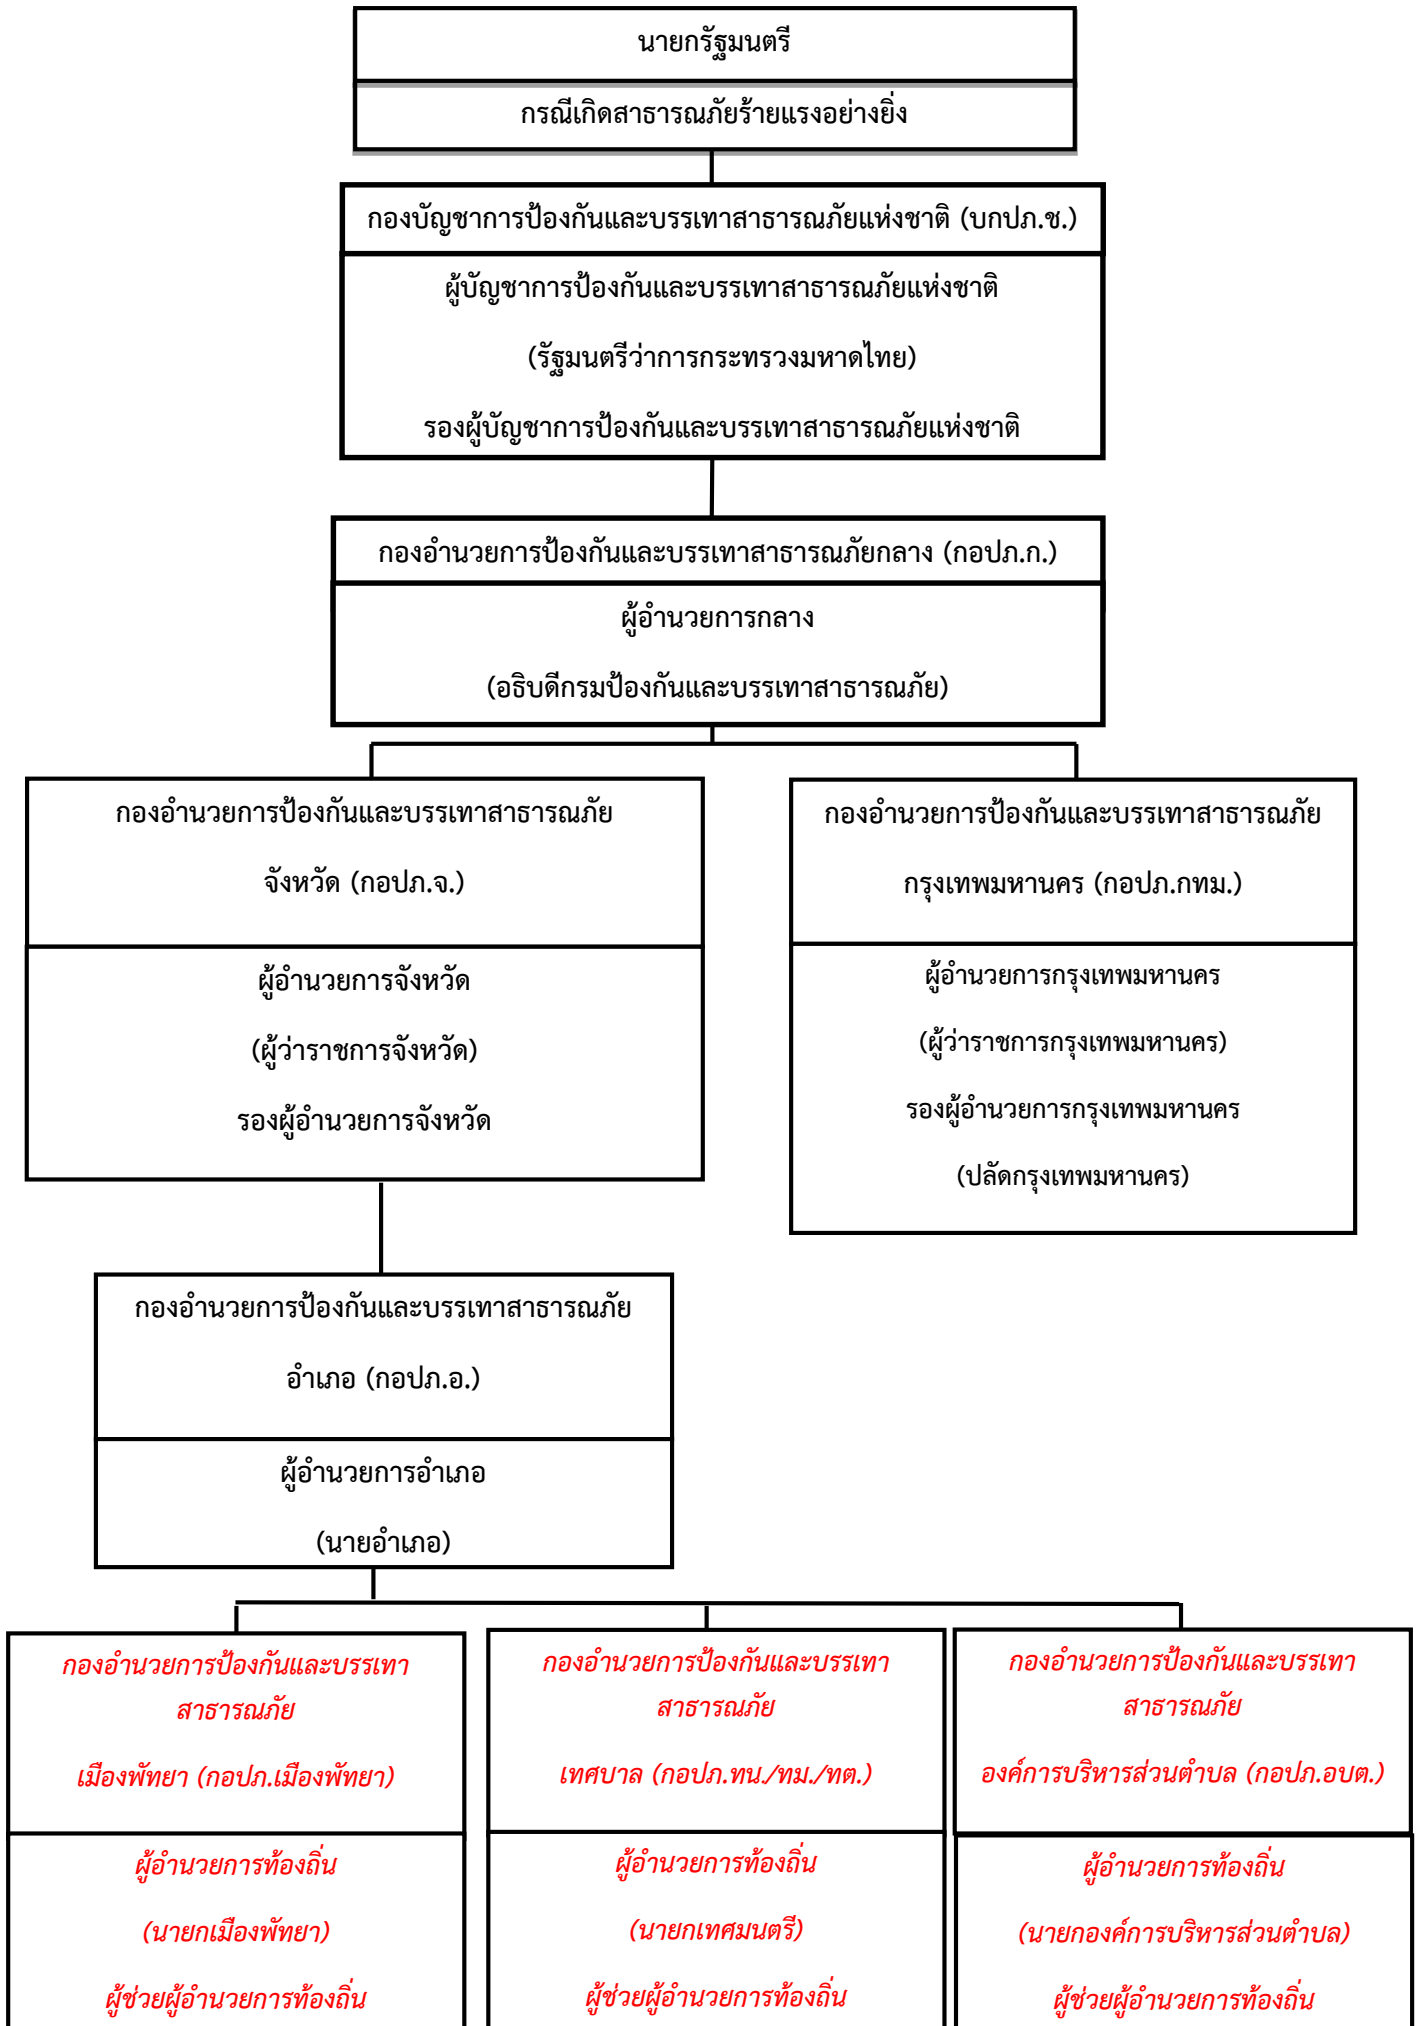 นายกรัฐมนตรี
กรณีเกิดสาธารณภัยร้ายแรงอย่างยิ่ง
กองบัญชาการป้องกันและบรรเทาสาธารณภัยแห่งชาติ (บกปภ.ช.)
ผู้บัญชาการป้องกันและบรรเทาสาธารณภัยแห่งชาติ
(รัฐมนตรีว่าการกระทรวงมหาดไทย)
รองผู้บัญชาการป้องกันและบรรเทาสาธารณภัยแห่งชาติ
กองอำนวยการป้องกันและบรรเทาสาธารณภัยกลาง (กอปภ.ก.)
ผู้อำนวยการกลาง
(อธิบดีกรมป้องกันและบรรเทาสาธารณภัย)
กองอำนวยการป้องกันและบรรเทาสาธารณภัย
จังหวัด (กอปภ.จ.)
ผู้อำนวยการจังหวัด
(ผู้ว่าราชการจังหวัด)
รองผู้อำนวยการจังหวัด
กองอำนวยการป้องกันและบรรเทาสาธารณภัย
กรุงเทพมหานคร (กอปภ.กทม.)
ผู้อำนวยการกรุงเทพมหานคร
(ผู้ว่าราชการกรุงเทพมหานคร)
รองผู้อำนวยการกรุงเทพมหานคร
(ปลัดกรุงเทพมหานคร)
กองอำนวยการป้องกันและบรรเทาสาธารณภัย
อำเภอ (กอปภ.อ.)
ผู้อำนวยการอำเภอ
(นายอำเภอ)
กองอำนวยการป้องกันและบรรเทา
สาธารณภัย
เมืองพัทยา (กอปภ.เมืองพัทยา)
ผู้อำนวยการท้องถิ่น
(นายกเมืองพัทยา)
ผู้ช่วยผู้อำนวยการท้องถิ่น
กองอำนวยการป้องกันและบรรเทา
สาธารณภัย
เทศบาล (กอปภ.ทน./ทม./ทต.)
ผู้อำนวยการท้องถิ่น
(นายกเทศมนตรี)
ผู้ช่วยผู้อำนวยการท้องถิ่น
กองอำนวยการป้องกันและบรรเทา
สาธารณภัย
องค์การบริหารส่วนตำบล (กอปภ.อบต.)
ผู้อำนวยการท้องถิ่น
(นายกองค์การบริหารส่วนตำบล)
ผู้ช่วยผู้อำนวยการท้องถิ่น